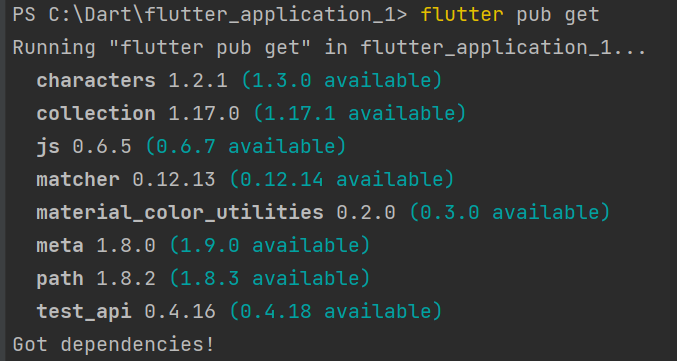 PS C:\Dart\flutter_application_1> flutter pub get
Running "flutter pub get" in flutter_application_1...
characters 1.2.1 (1.3.0 available)
collection 1.17.0 (1.17.1 available)
js 0.6.5 (0.6.7 available)
matcher 0.12.13 (0.12.14 available)
material_color_utilities 0.2.0 (0.3.0 available)
meta 1.8.0 (1.9.0 available)
path 1.8.2 (1.8.3 available)
test_api 0.4.16 (0.4.18 available)
Got dependencies!